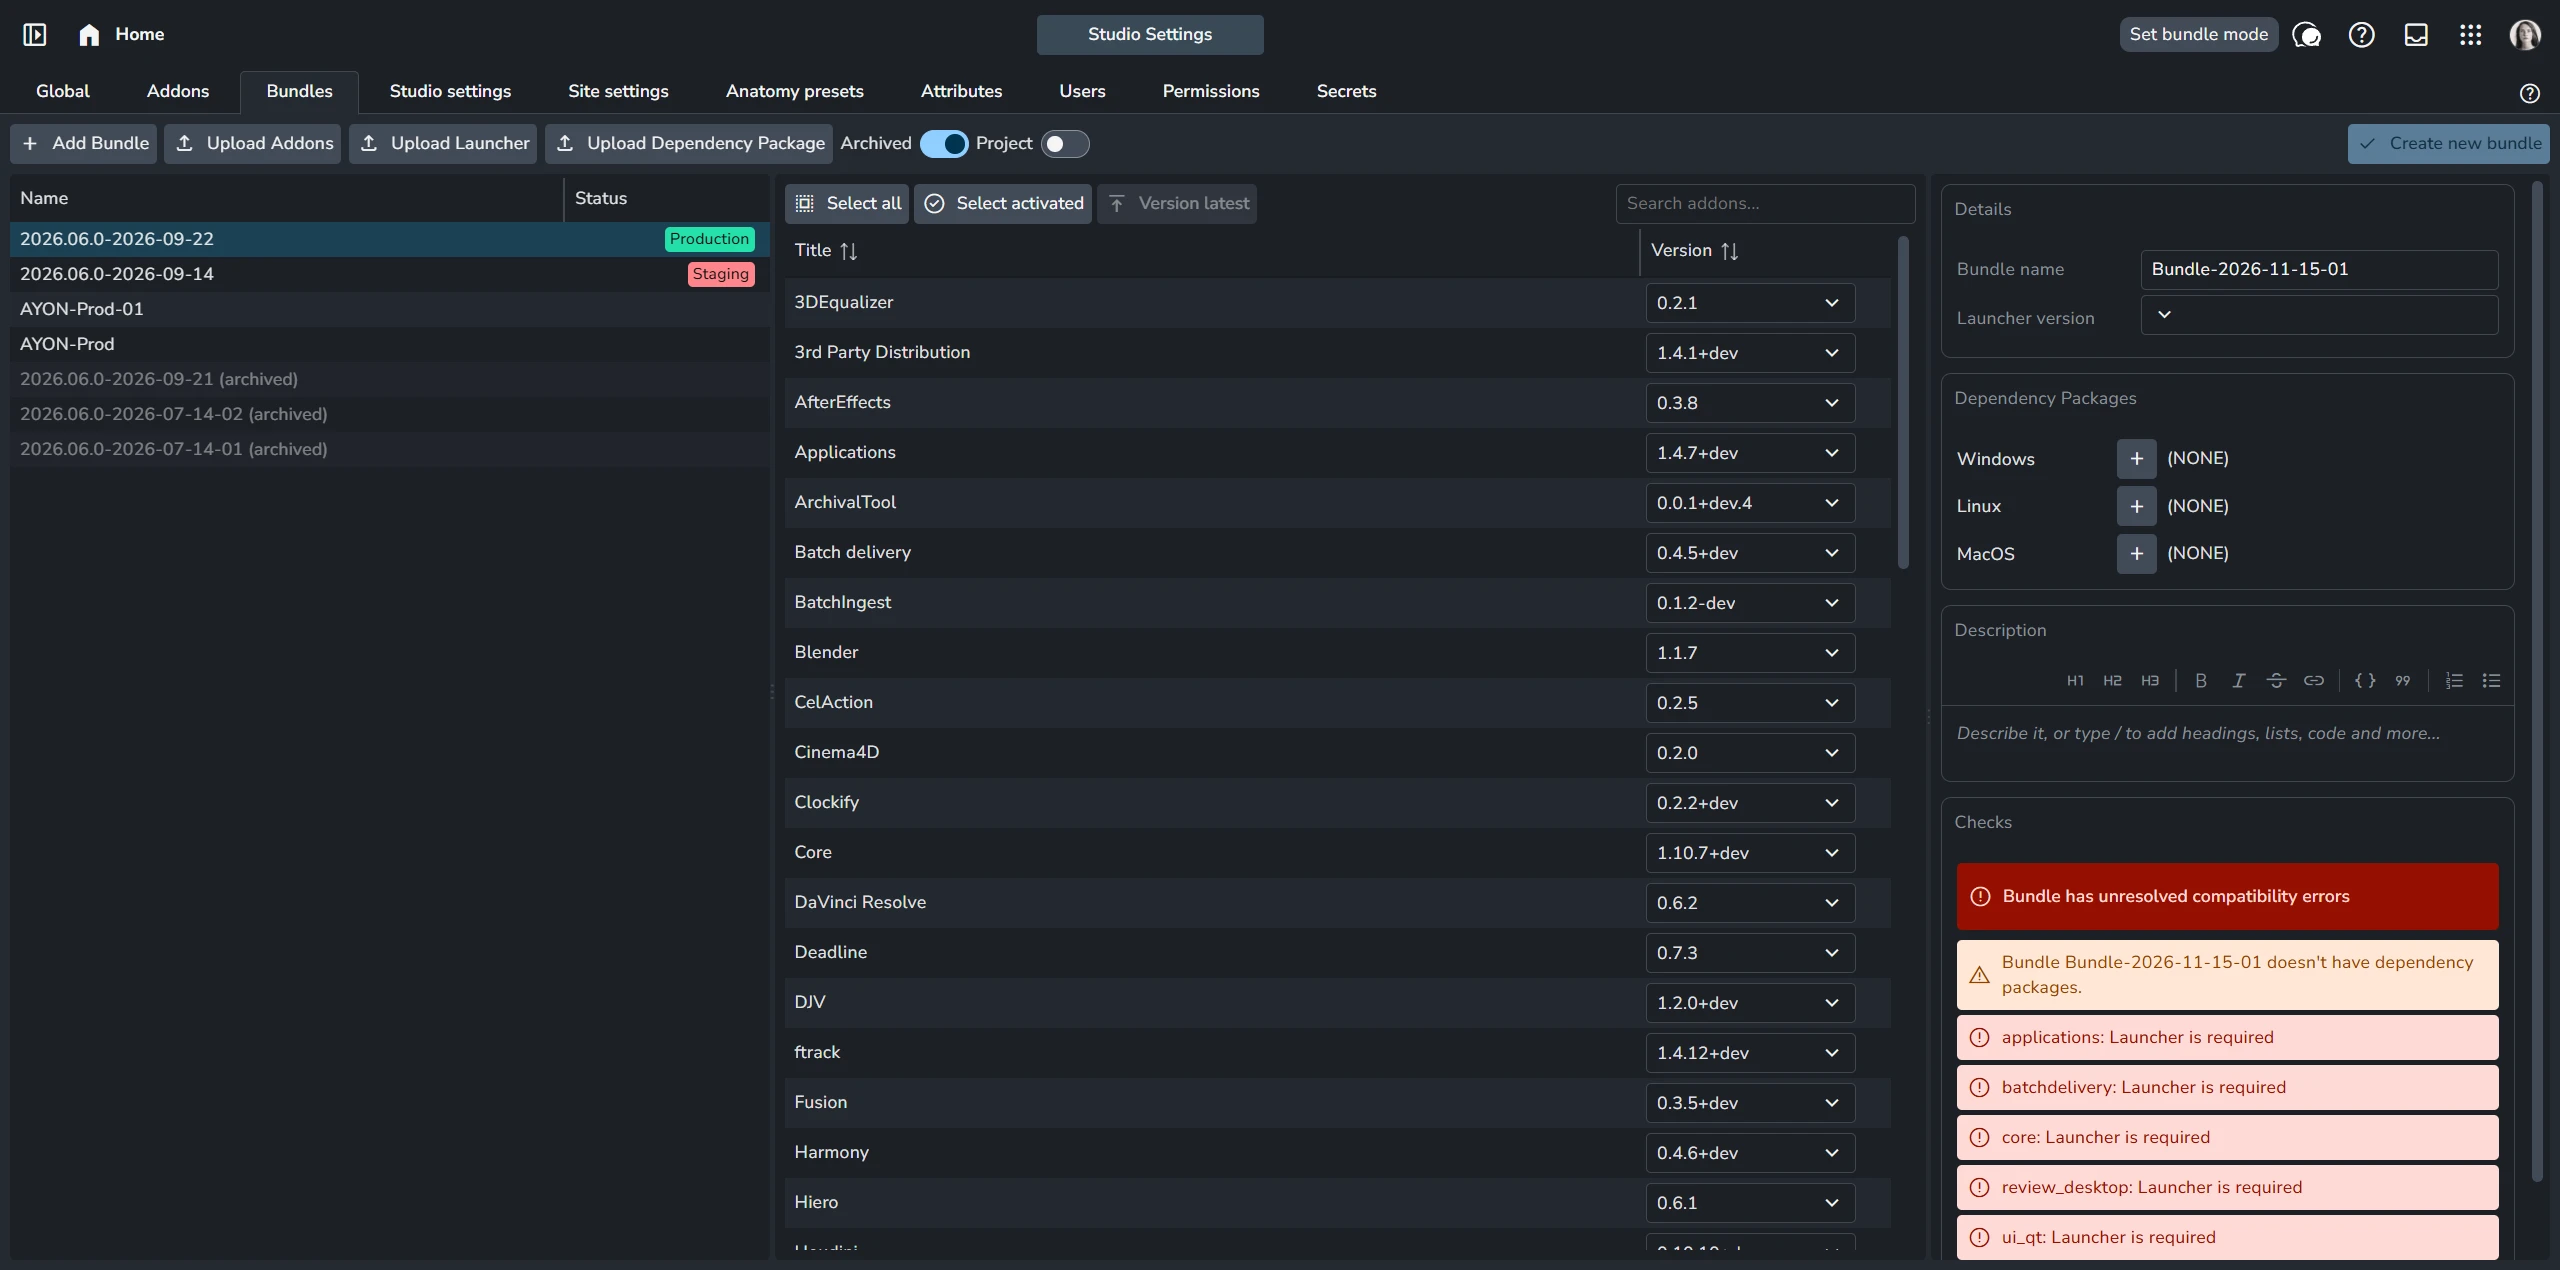 Home
Studio Settings
Set bundle mode
Global
Addons
Bundles
Studio settings
Site settings
Anatomy presets
Attributes
Users
Permissions
Secrets
Add Bundle
Upload Addons
Upload Launcher
Upload Dependency Package
Archived
Project
Create new bundle
Name
Status
2026.06.0-2026-09-22
Production
2026.06.0-2026-09-14
Staging
AYON-Prod-01
AYON-Prod
2026.06.0-2026-09-21 (archived)
2026.06.0-2026-07-14-02 (archived)
2026.06.0-2026-07-14-01 (archived)
Select all
Select activated
Version latest
Search addons...
Title
Version
3DEqualizer
0.2.1
3rd Party Distribution
1.4.1+dev
AfterEffects
0.3.8
Applications
1.4.7+dev
ArchivalTool
0.0.1+dev.4
Batch delivery
0.4.5+dev
BatchIngest
0.1.2-dev
Blender
1.1.7
CelAction
0.2.5
Cinema4D
0.2.0
Clockify
0.2.2+dev
Core
1.10.7+dev
DaVinci Resolve
0.6.2
Deadline
0.7.3
DJV
1.2.0+dev
ftrack
1.4.12+dev
Fusion
0.3.5+dev
Harmony
0.4.6+dev
Hiero
0.6.1
Houdini
Details
Bundle name
Bundle-2026-11-15-01
Launcher version
Dependency Packages
Windows
(NONE)
Linux
(NONE)
MacOS
(NONE)
Description
H1 H2 H3 B I S {} 99
Describe it, or type / to add headings, lists, code and more...
Checks
Bundle has unresolved compatibility errors
Bundle Bundle-2026-11-15-01 doesn't have dependency
packages.
applications: Launcher is required
batchdelivery: Launcher is required
core: Launcher is required
review_desktop: Launcher is required
ui_qt: Launcher is required